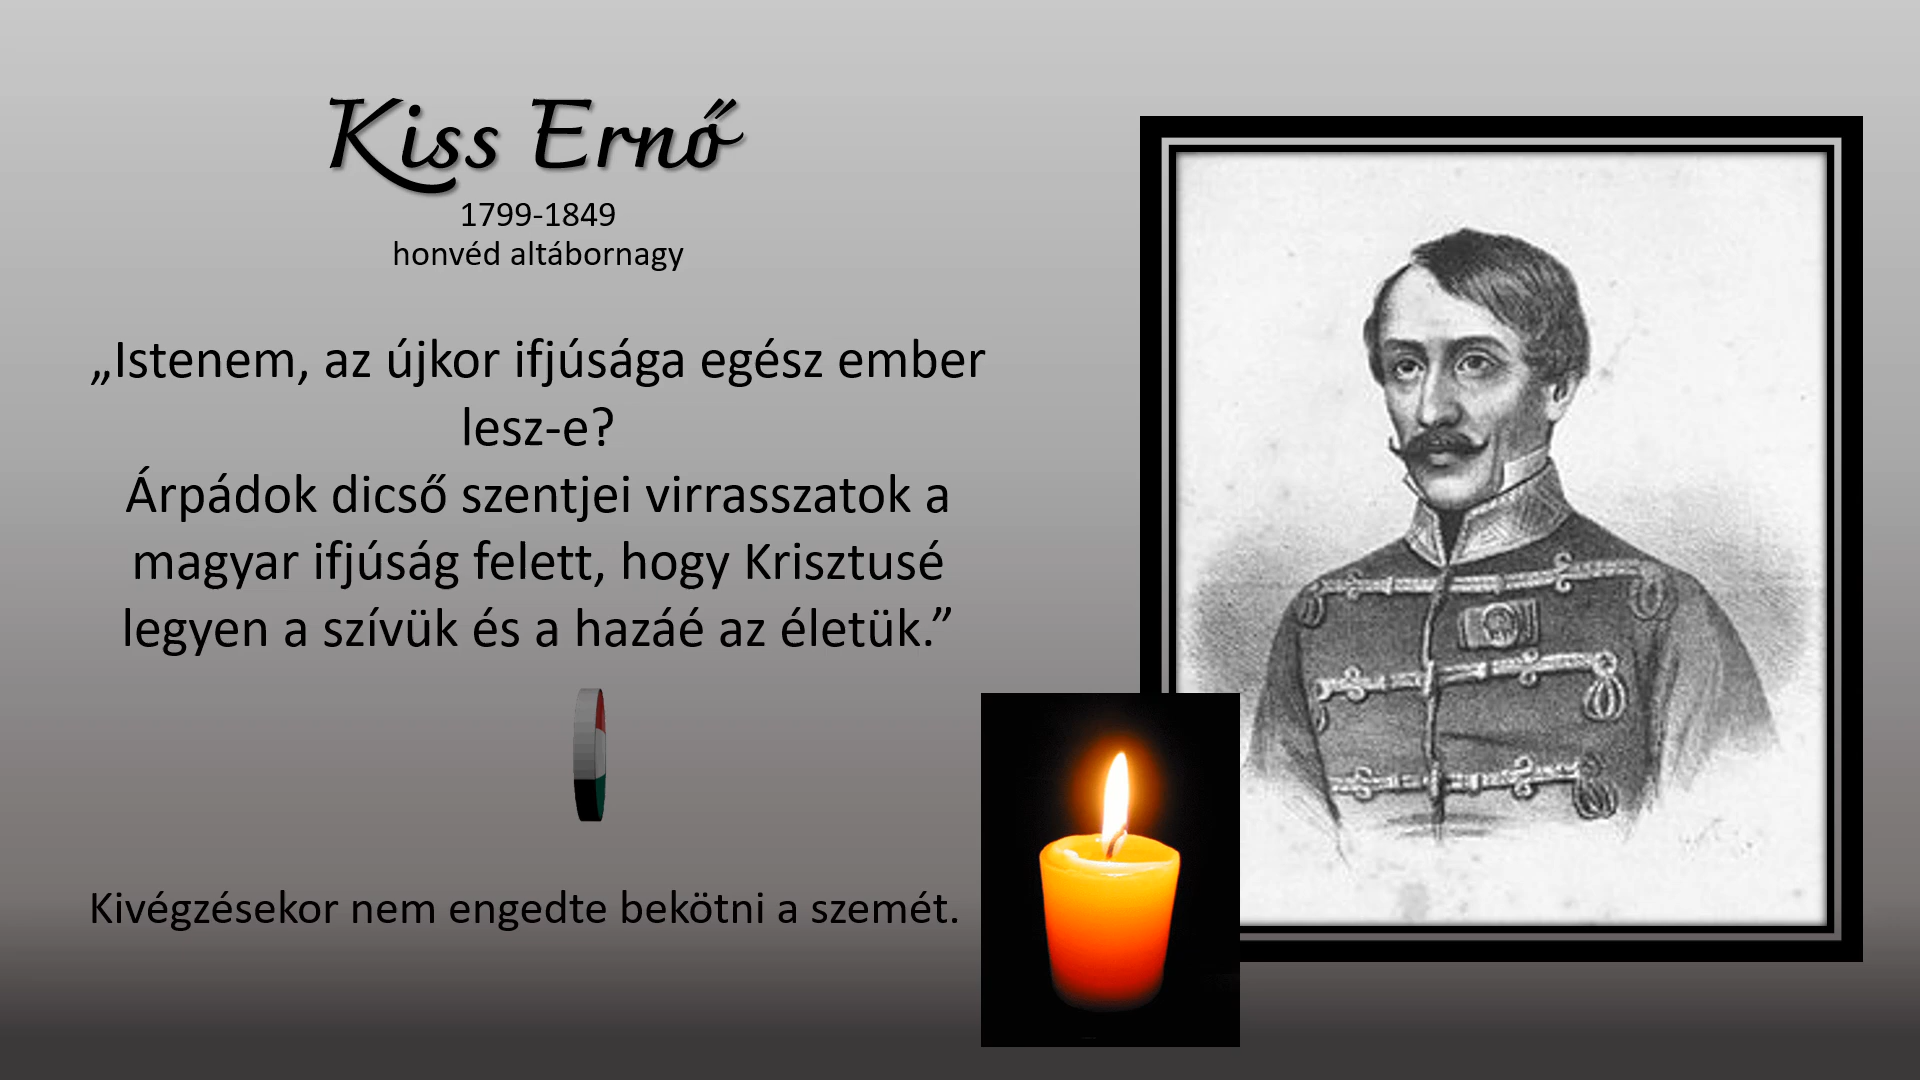 Kiss Ernő
1799-1849
honvéd altábornagy
„Istenem, az újkor ifjúsága egész ember
lesz-e?
Árpádok dicső szentjei virrasszatok a
magyar ifjúság felett, hogy Krisztusé
legyen a szívük és a hazáé az életük.”
Kivégzésekor nem engedte bekötni a szemét.